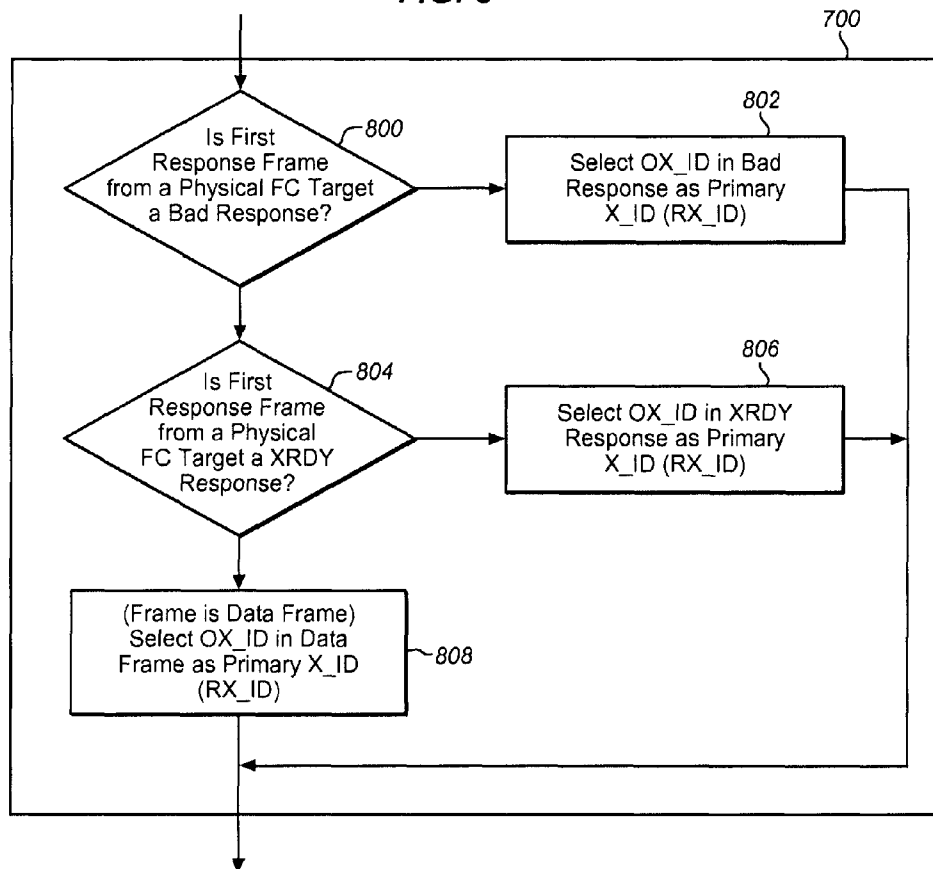 700
Is First
Response Frame
from a Physical FC Target
a Bad Response?
800
802
Select OX_ID in Bad
Response as Primary
X_ID (RX_ID)
Is First
Response Frame
from a Physical
FC Target a XRDY
Response?
804
806
Select OX_ID in XRDY
Response as Primary
X_ID (RX_ID)
(Frame is Data Frame)
Select OX_ID in Data
Frame as Primary X_ID
(RX_ID)
808